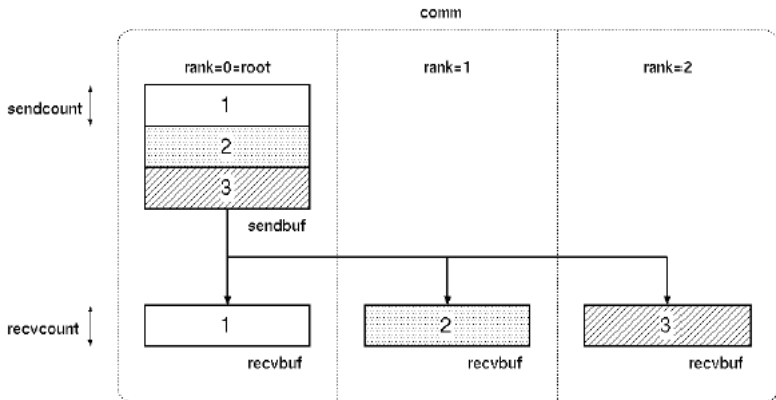 comm
rank=0=root rank=1 rank=2
sendcount
1
2
3
sendbuf
recvcount
1 2 3
recvbuf recvbuf recvbuf